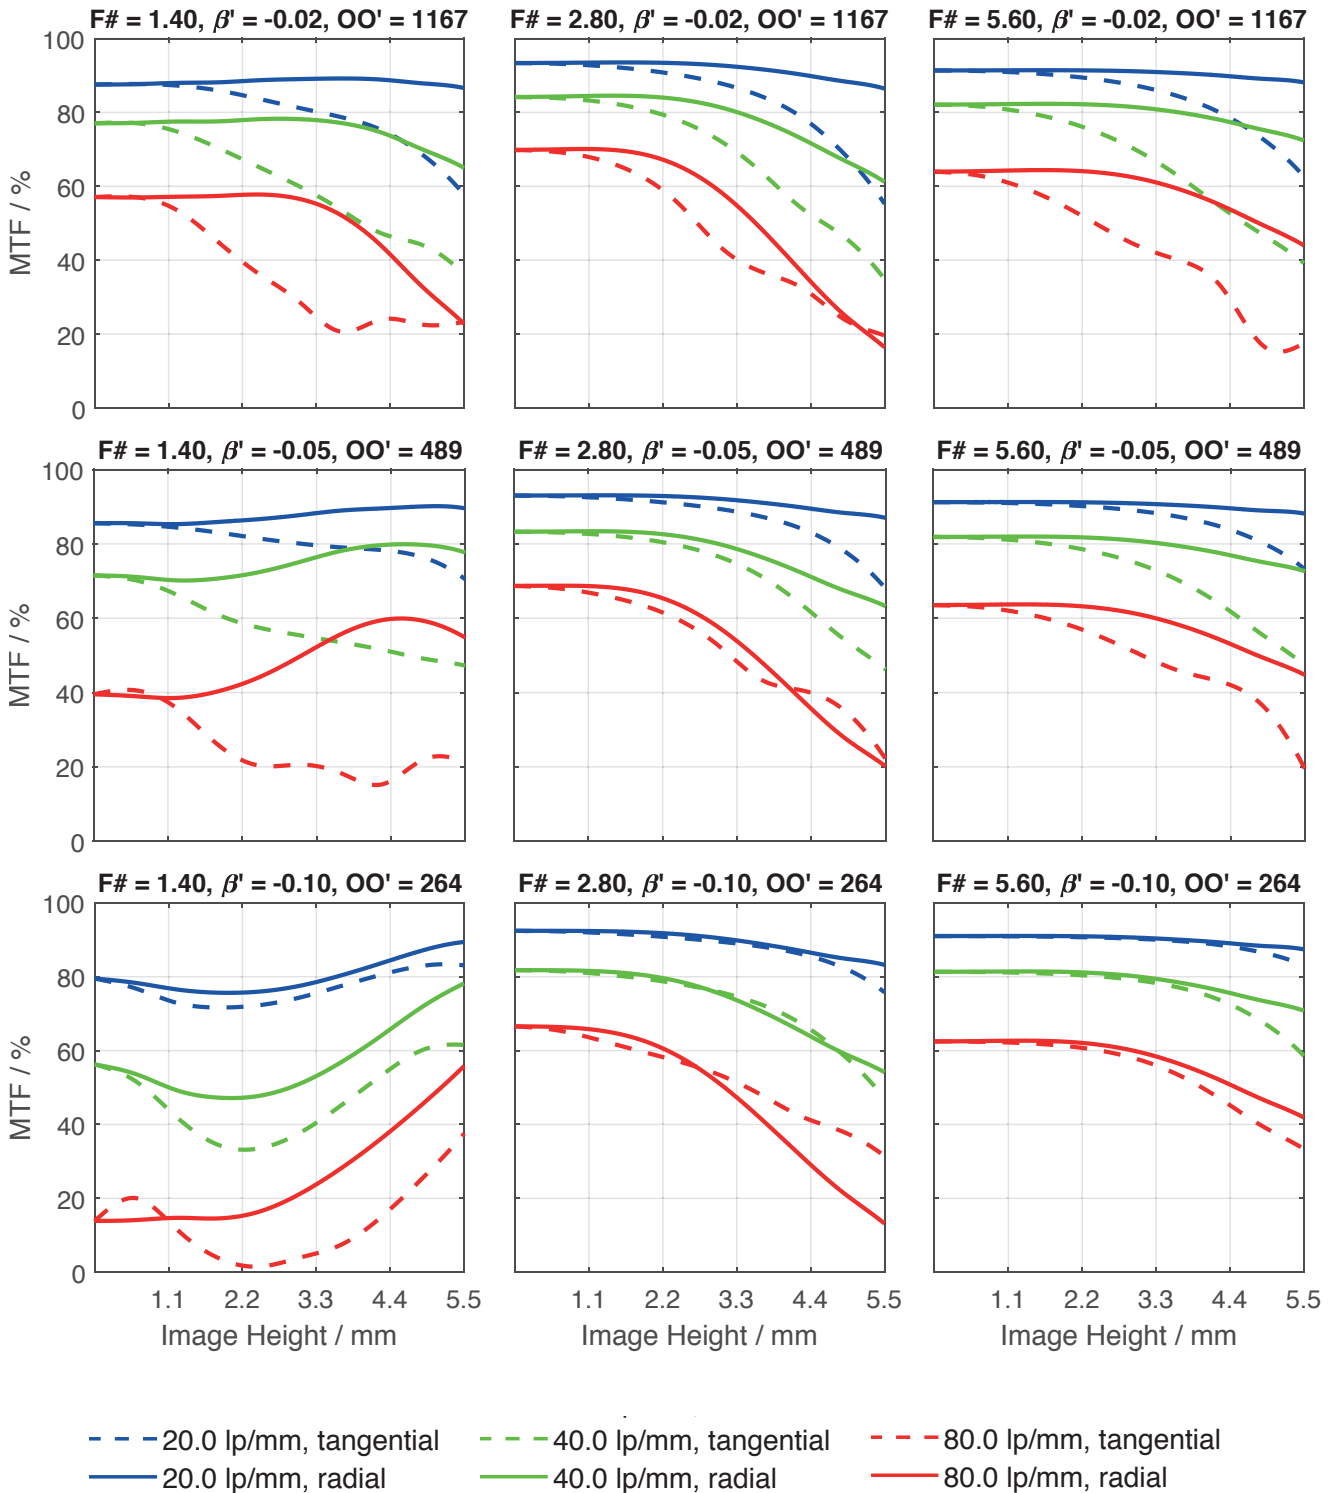 F# = 1.40, β' = -0.02, OO' = 1167
F# = 2.80, β' = -0.02, OO' = 1167
F# = 5.60, β' = -0.02, OO' = 1167
100
80
60
40
20
0
MTF / %
F# = 1.40, β' = -0.05, OO' = 489
F# = 2.80, β' = -0.05, OO' = 489
F# = 5.60, β' = -0.05, OO' = 489
100
80
60
40
20
0
MTF / %
F# = 1.40, β' = -0.10, OO' = 264
F# = 2.80, β' = -0.10, OO' = 264
F# = 5.60, β' = -0.10, OO' = 264
100
80
60
40
20
0
MTF / %
1.1 2.2 3.3 4.4 5.5
1.1 2.2 3.3 4.4 5.5
1.1 2.2 3.3 4.4 5.5
Image Height / mm
Image Height / mm
Image Height / mm
20.0 lp/mm, tangential
40.0 lp/mm, tangential
80.0 lp/mm, tangential
20.0 lp/mm, radial
40.0 lp/mm, radial
80.0 lp/mm, radial